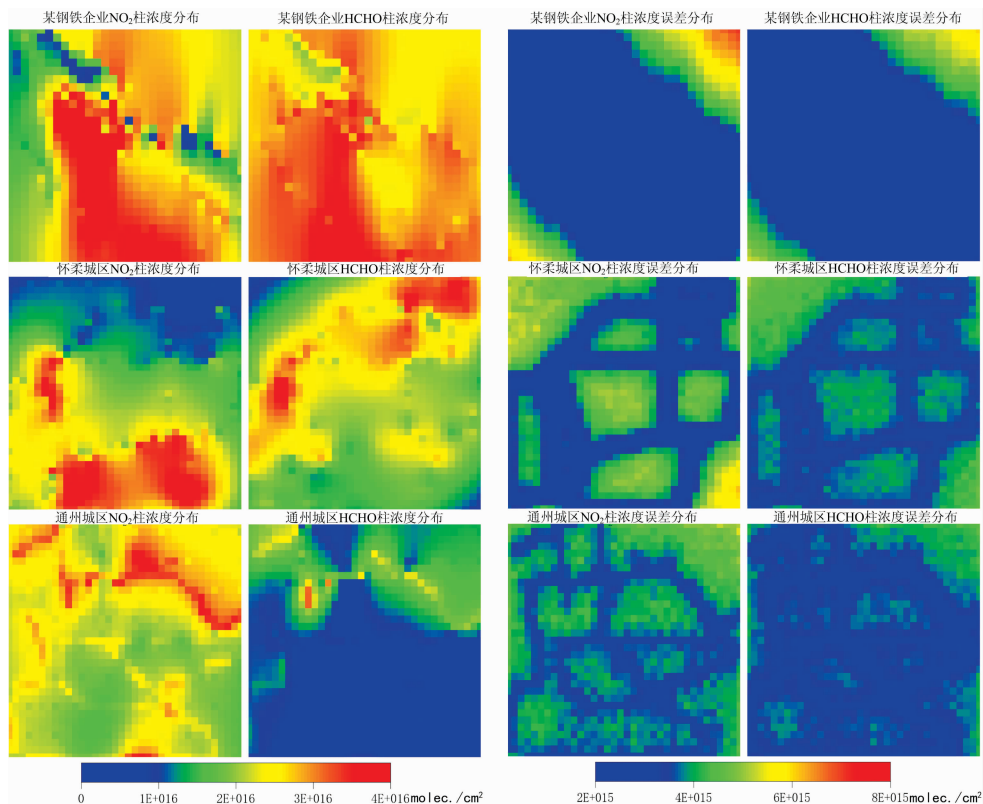 某钢铁企业NO₂柱浓度分布 某钢铁企业HCHO柱浓度分布 某钢铁企业NO₂柱浓度误差分布 某钢铁企业HCHO柱浓度误差分布
怀柔城区NO₂柱浓度分布 怀柔城区HCHO柱浓度分布 怀柔城区NO₂柱浓度误差分布 怀柔城区HCHO柱浓度误差分布
通州城区NO₂柱浓度分布 通州城区HCHO柱浓度分布 通州城区NO₂柱浓度误差分布 通州城区HCHO柱浓度误差分布
0 1E+016 2E+016 3E+016 4E+016 molec./cm² 2E+015 4E+015 6E+015 8E+015 molec./cm²